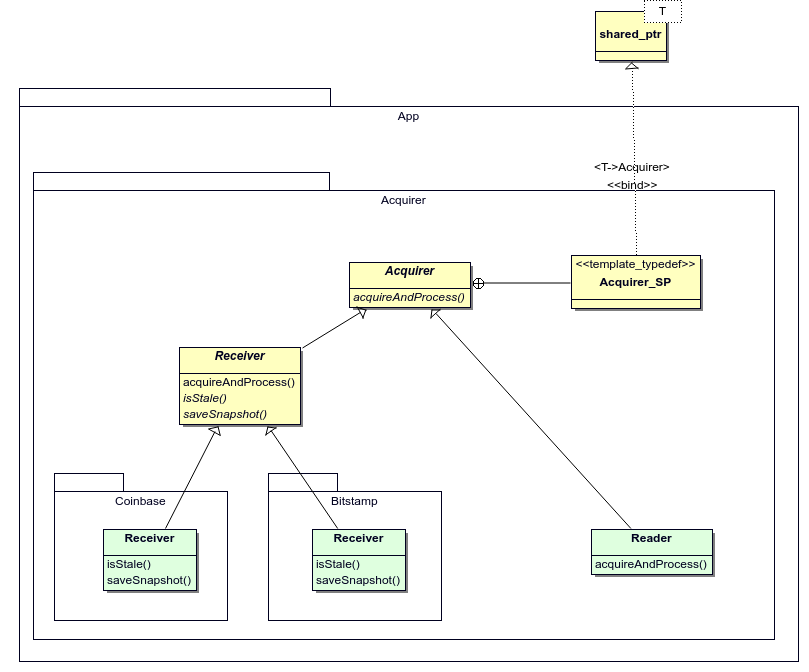 T
shared_ptr
App
<T->Acquirer>
<<bind>>
Acquirer
Acquirer
acquireAndProcess()
<<template_typedef>>
Acquirer_SP
Receiver
acquireAndProcess()
isStale()
saveSnapshot()
Coinbase
Receiver
isStale()
saveSnapshot()
Bitstamp
Receiver
isStale()
saveSnapshot()
Reader
acquireAndProcess()